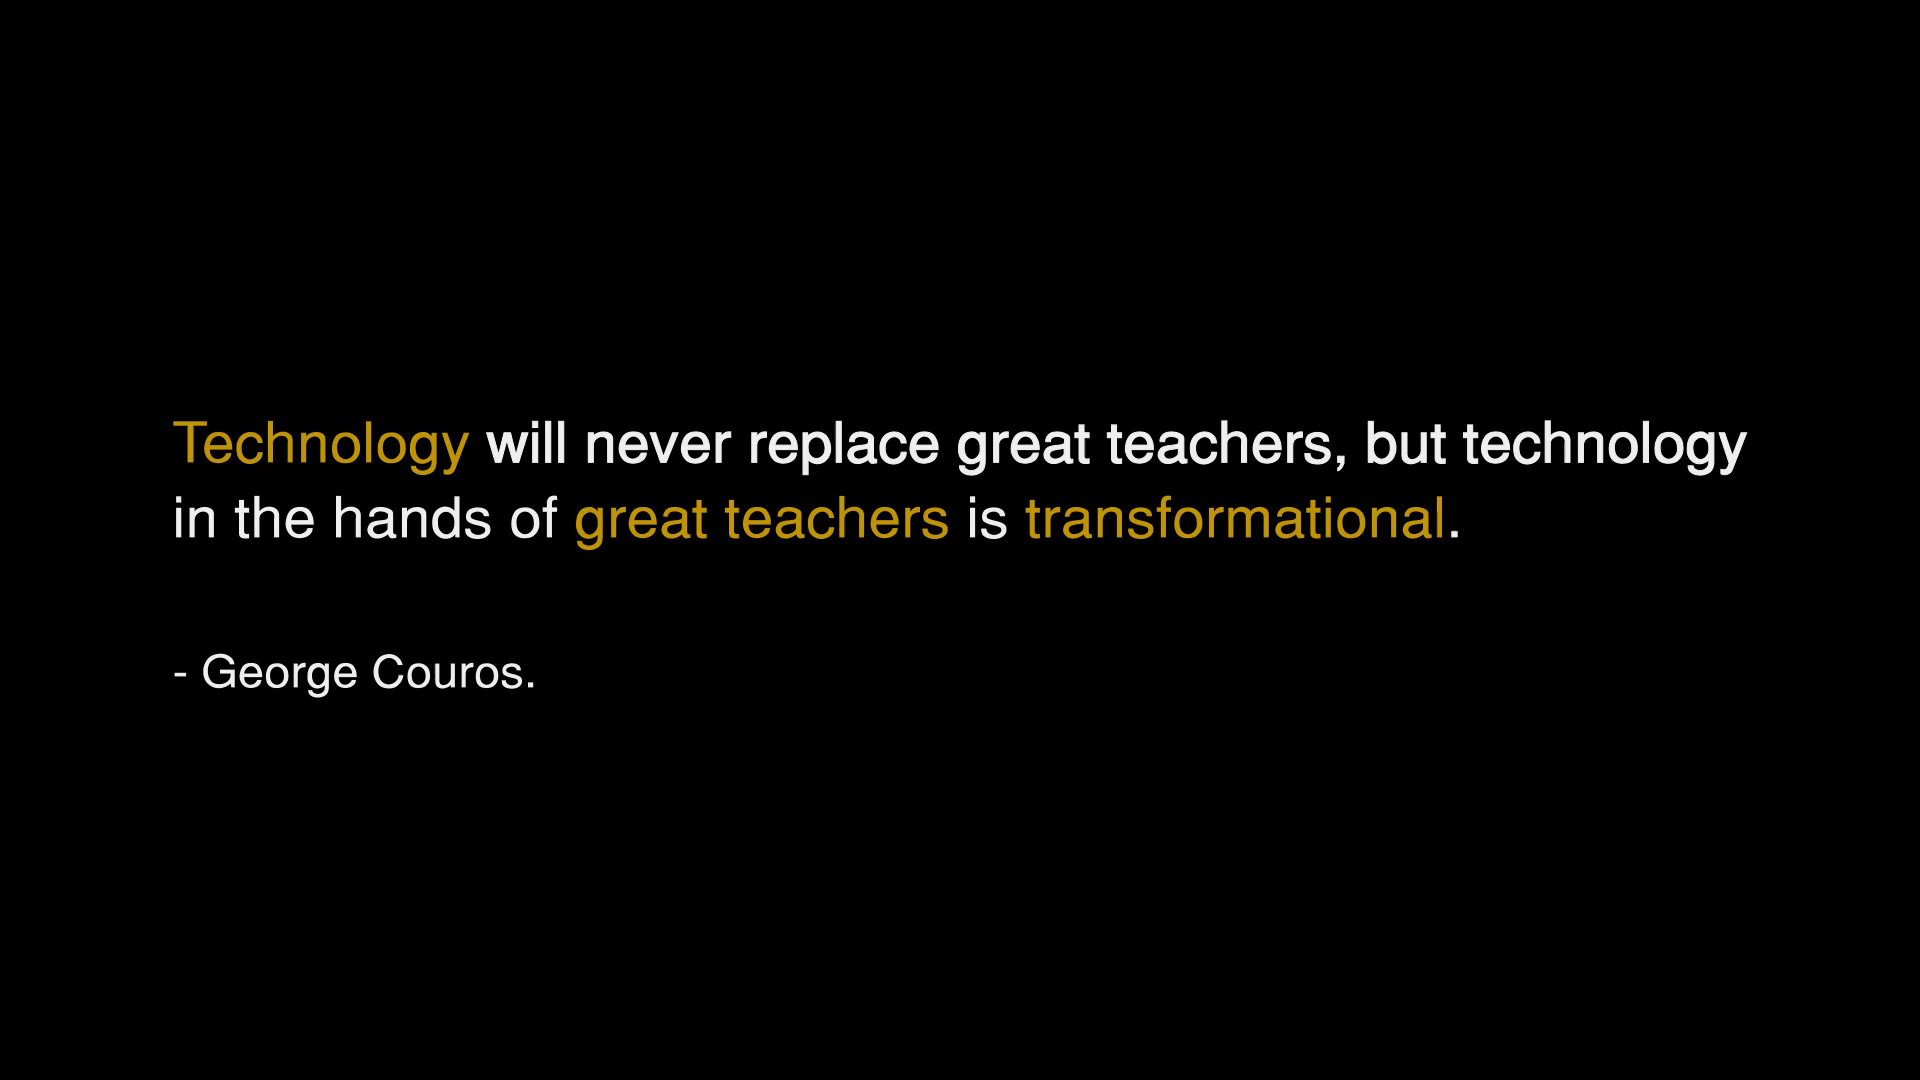 Technology will never replace great teachers, but technology
in the hands of great teachers is transformational.
- George Couros.